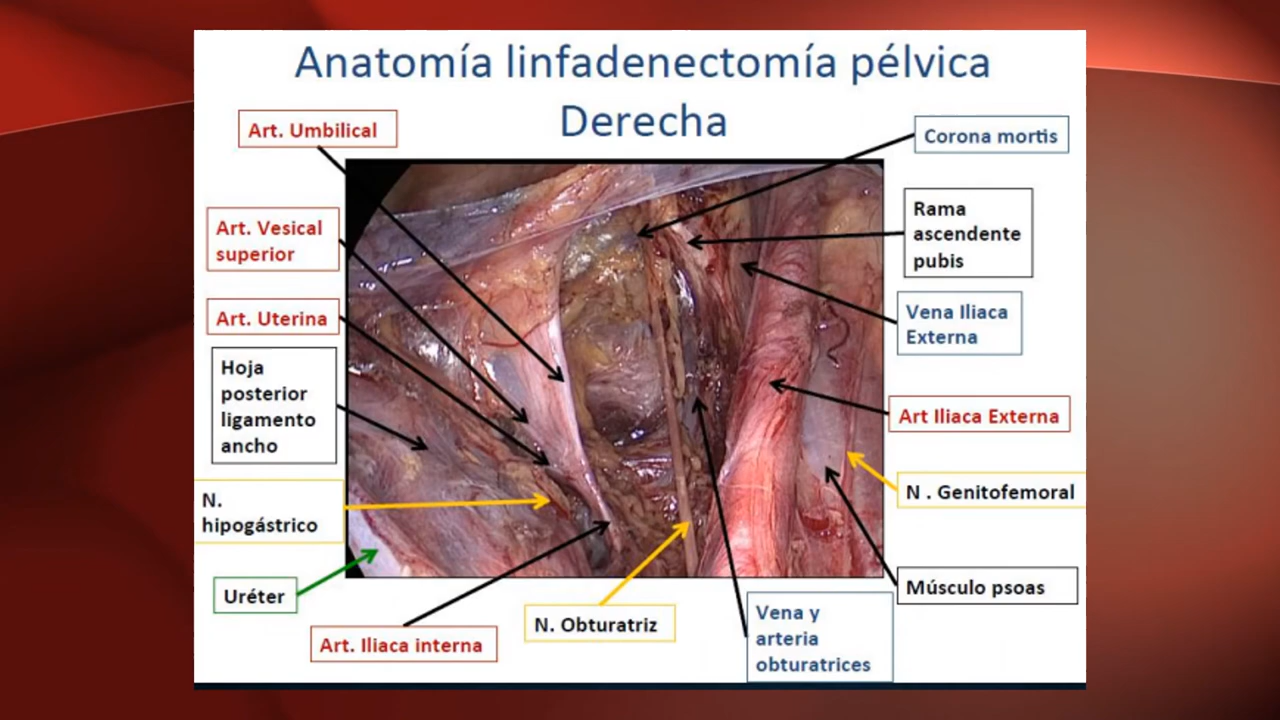 Anatomía linfadenectomía pélvica
Derecha
Art. Umbilical
Corona mortis
Art. Vesical
superior
Rama
ascendente
pubis
Art. Uterina
Vena Iliaca
Externa
Hoja
posterior
ligamento
ancho
Art Iliaca Externa
N.
hipogástrico
N . Genitofemoral
Uréter
Músculo psoas
Art. Iliaca interna
N. Obturatriz
Vena y
arteria
obturatrices